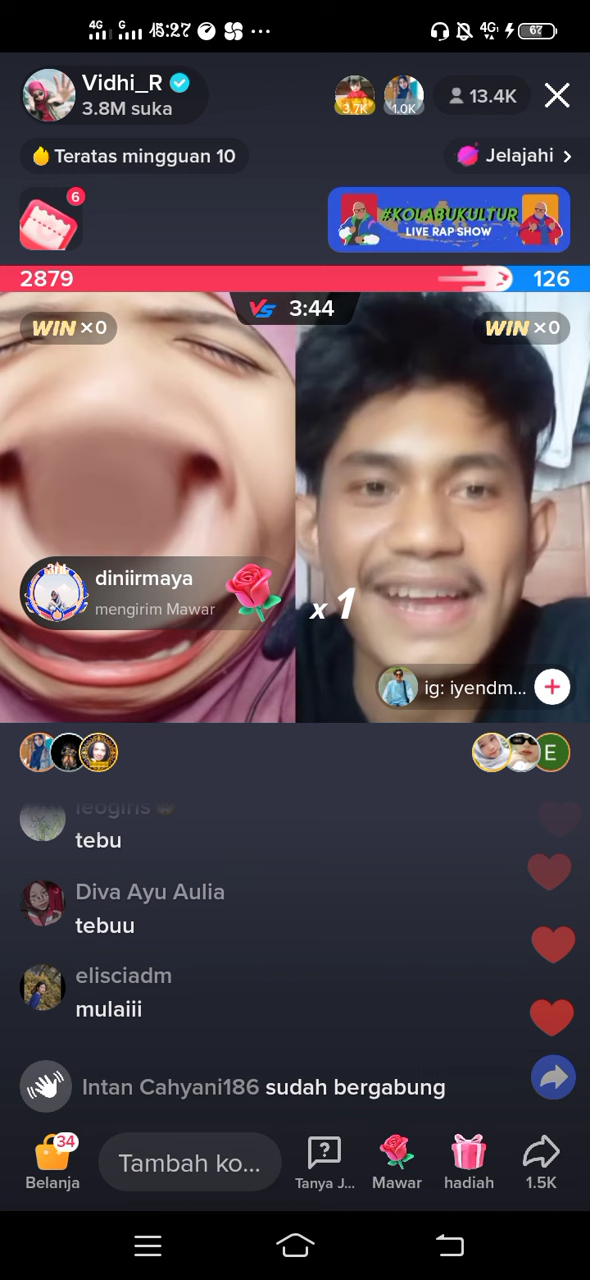 4G
G
15:27
4G
67
Vidhi_R
3.8M suka
3.7K
1.0K
13.4K
Teratas mingguan 10
Jelajahi
6
#KOLABUKULTUR
LIVE RAP SHOW
2879
126
VS 3:44
WIN ×0
WIN ×0
diniirmaya
mengirim Mawar
x 1
ig: iyendm...
E
leogiris
tebu
Diva Ayu Aulia
tebuu
elisciadm
mulaiii
Intan Cahyani186 sudah bergabung
34
Tambah ko...
Belanja
Tanya J...
Mawar
hadiah
1.5K